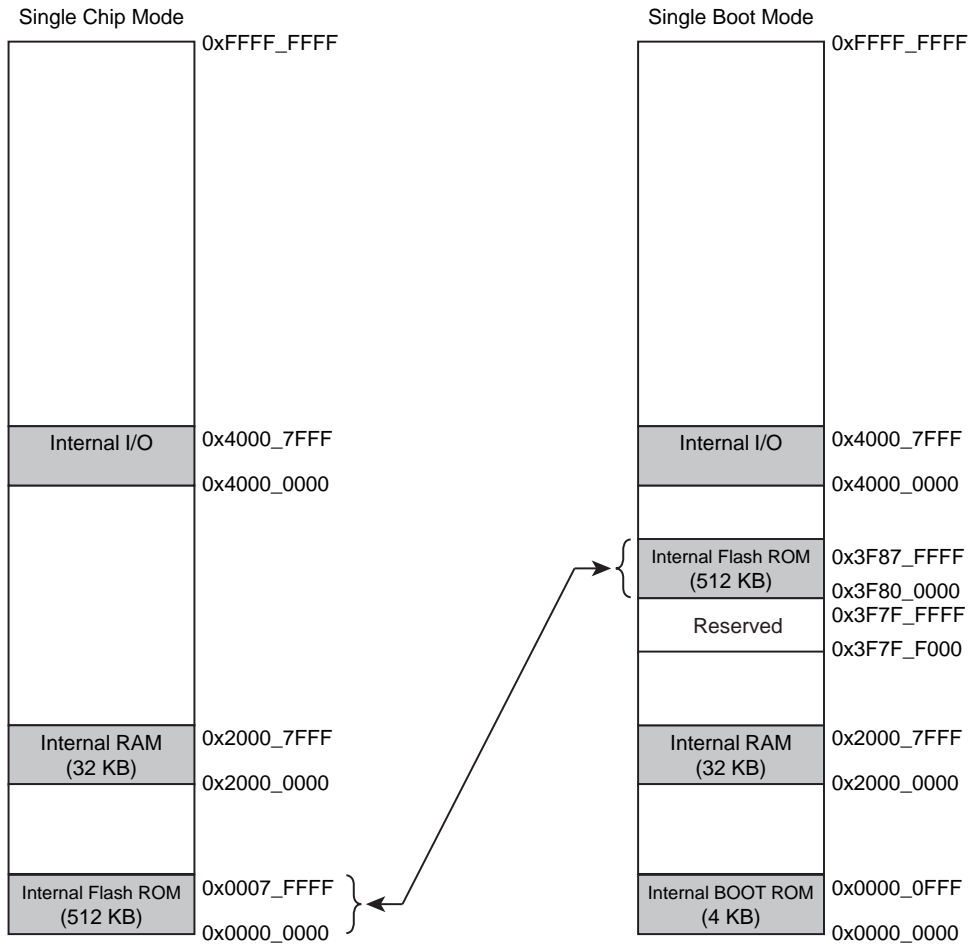 Single Chip Mode
0xFFFF_FFFF
Internal I/O
0x4000_7FFF
0x4000_0000
Internal RAM
(32 KB)
0x2000_7FFF
0x2000_0000
Internal Flash ROM
(512 KB)
0x0007_FFFF
0x0000_0000
Single Boot Mode
0xFFFF_FFFF
Internal I/O
0x4000_7FFF
0x4000_0000
Internal Flash ROM
(512 KB)
0x3F87_FFFF
0x3F80_0000
Reserved
0x3F7F_FFFF
0x3F7F_F000
Internal RAM
(32 KB)
0x2000_7FFF
0x2000_0000
Internal BOOT ROM
(4 KB)
0x0000_0FFF
0x0000_0000